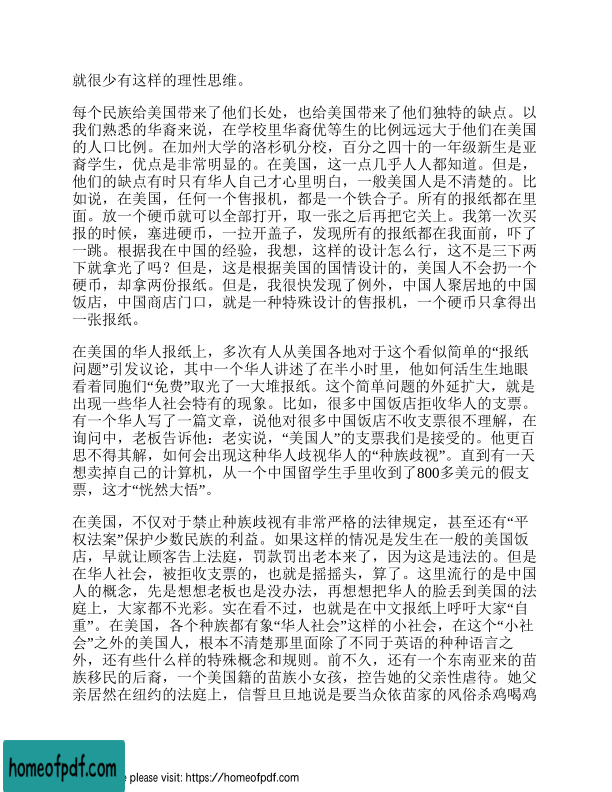 就很少有这样的理性思维。
每个民族给美国带来了他们长处，也给美国带来了他们独特的缺点。以
我们熟悉的华裔来说，在学校里华裔优等生的比例远远大于他们在美国
的人口比例。在加州大学的洛杉矶分校，百分之四十的一年级新生是亚
裔学生，优点是非常明显的。在美国，这一点几乎人人都知道。但是，
他们的缺点有时只有华人自己才心里明白，一般美国人是不清楚的。比
如说，在美国，任何一个售报机，都是一个铁合子。所有的报纸都在里
面。放一个硬币就可以全部打开，取一张之后再把它关上。我第一次买
报的时候，塞进硬币，一拉开盖子，发现所有的报纸都在我面前，吓了
一跳。根据我在中国的经验，我想，这样的设计怎么行，这不是三下两
下就拿光了吗？但是，这是根据美国的国情设计的，美国人不会扔一个
硬币，却拿两份报纸。但是，我很快发现了例外，中国人聚居地的中国
饭店，中国商店门口，就是一种特殊设计的售报机，一个硬币只拿得出
一张报纸。
在美国的华人报纸上，多次有人从美国各地对于这个看似简单的“报纸
问题”引发议论，其中一个华人讲述了在半小时里，他如何活生生地眼
看着同胞们“免费”取光了一大堆报纸。这个简单问题的外延扩大，就是
出现一些华人社会特有的现象。比如，很多中国饭店拒收华人的支票。
有一个华人写了一篇文章，说他对很多中国饭店不收支票很不理解，在
询问中，老板告诉他：老实说，“美国人”的支票我们是接受的。他更百
思不得其解，如何会出现这种华人歧视华人的“种族歧视”。直到有一天
想卖掉自己的计算机，从一个中国留学生手里收到了800多美元的假支
票，这才“恍然大悟”。
在美国，不仅对于禁止种族歧视有非常严格的法律规定，甚至还有“平
权法案”保护少数民族的利益。如果这样的情况是发生在一般的美国饭
店，早就让顾客告上法庭，罚款罚出老本来了，因为这是违法的。但是
在华人社会，被拒收支票的，也就是摇摇头，算了。这里流行的是中国
人的概念，先是想想老板也是没办法，再想想把华人的脸丢到美国的法
庭上，大家都不光彩。实在看不过，也就是在中文报纸上呼吁大家“自
重”。在美国，各个种族都有象“华人社会”这样的小社会，在这个“小社
会”之外的美国人，根本不清楚那里面除了不同于英语的种种语言之
外，还有些什么样的特殊概念和规则。前不久，还有一个东南亚来的苗
族移民的后裔，一个美国籍的苗族小女孩，控告她的父亲性虐待。她父
亲居然在纽约的法庭上，信誓旦旦地说是要当众依苗家的风俗杀鸡喝鸡
homeofpdf.com
please visit: https://homeofpdf.com